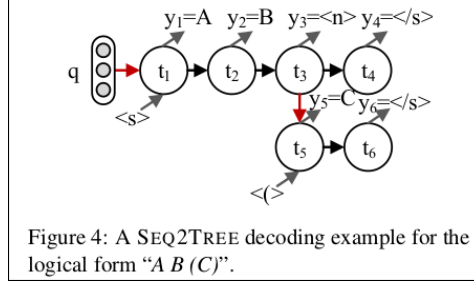 y1=A y2=B y3=<n> y4=</s>
q t1 t2 t3 t4
<s>
y5=C y6=</s>
t5 t6
<(>
Figure 4: A SEQ2TREE decoding example for the
logical form “A B (C)”.